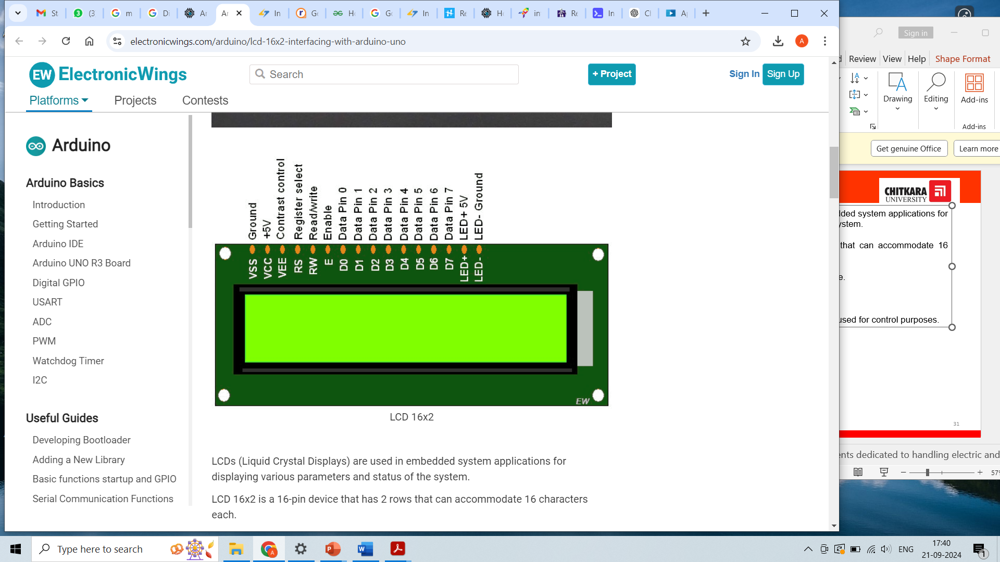 St
(3
m
Di
Ar
Ar
In
Ge
He
Go
In
Re
Ho
in
Re
In
Cl
Ap
electronicwings.com/arduino/lcd-16x2-interfacing-with-arduino-uno
A
EW ElectronicWings
Search
+ Project
Sign In
Sign Up
Platforms
Projects
Contests
Arduino
Arduino Basics
Introduction
Getting Started
Arduino IDE
Arduino UNO R3 Board
Digital GPIO
USART
ADC
PWM
Watchdog Timer
I2C
Useful Guides
Developing Bootloader
Adding a New Library
Basic functions startup and GPIO
Serial Communication Functions
Ground
+5V
Contrast control
Register select
Read/write
Enable
Data Pin 0
Data Pin 1
Data Pin 2
Data Pin 3
Data Pin 4
Data Pin 5
Data Pin 6
Data Pin 7
LED+ 5V
LED- Ground
VSS
VCC
VEE
RS
RW
E
D0
D1
D2
D3
D4
D5
D6
D7
LED+
LED-
EW
LCD 16x2
LCDs (Liquid Crystal Displays) are used in embedded system applications for
displaying various parameters and status of the system.
LCD 16x2 is a 16-pin device that has 2 rows that can accommodate 16 characters
each.
Sign in
d Review View Help Shape Format
Drawing
Editing
Add-ins
Add-ins
Get genuine Office
Learn more
CHITKARA
UNIVERSITY
ded system applications for
ystem.
that can accommodate 16
e.
used for control purposes.
31
ents dedicated to handling electric and
57%
Type here to search
ENG
17:40
21-09-2024
1